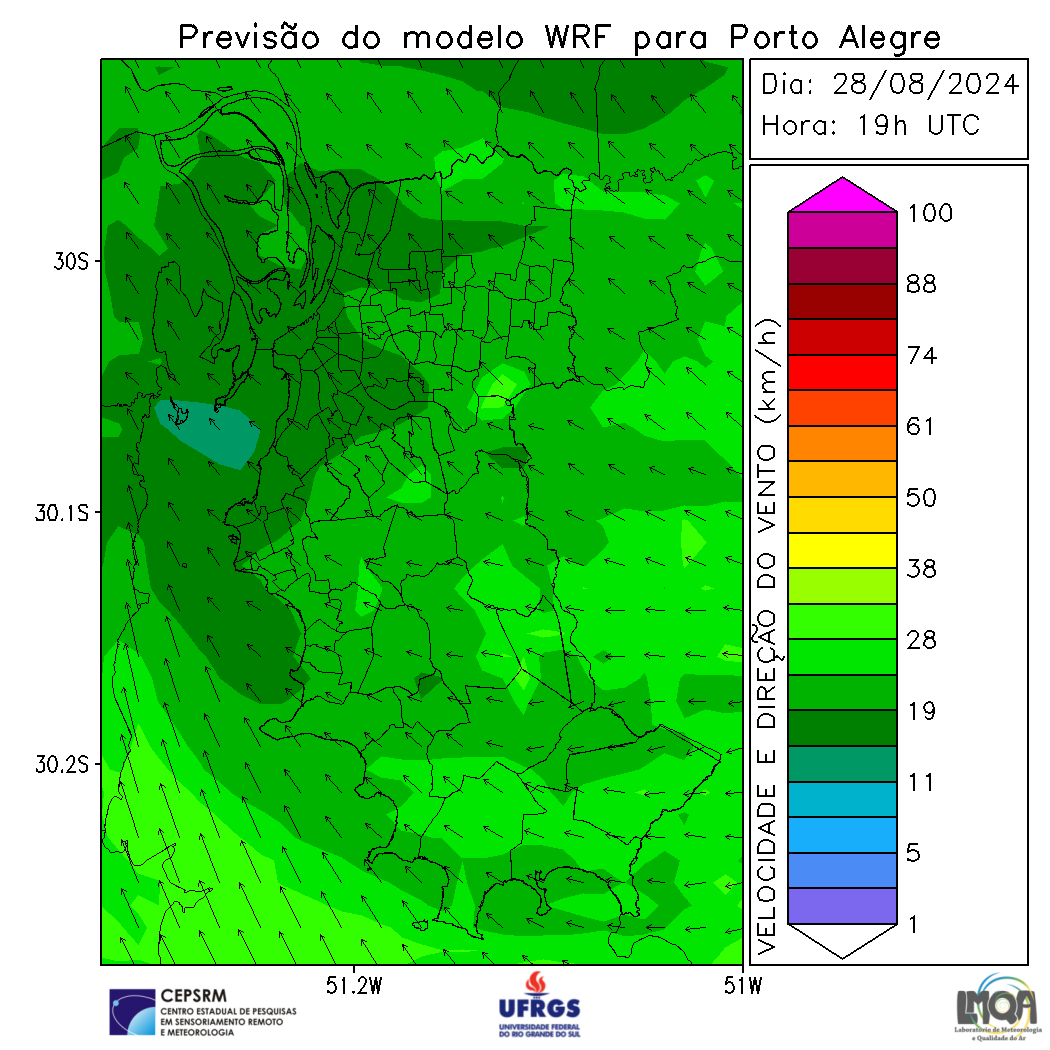 Previsão do modelo WRF para Porto Alegre
Dia: 28/08/2024
Hora: 19h UTC
30S
30.1S
30.2S
51.2W
51W
VELOCIDADE E DIREÇÃO DO VENTO (km/h)
100
88
74
61
50
38
28
19
11
5
1
CEPSRM
CENTRO ESTADUAL DE PESQUISAS
EM SENSORIAMENTO REMOTO
E METEOROLOGIA
UFRGS
UNIVERSIDADE FEDERAL
DO RIO GRANDE DO SUL
LMQA
Laboratório de Meteorologia
e Qualidade do Ar